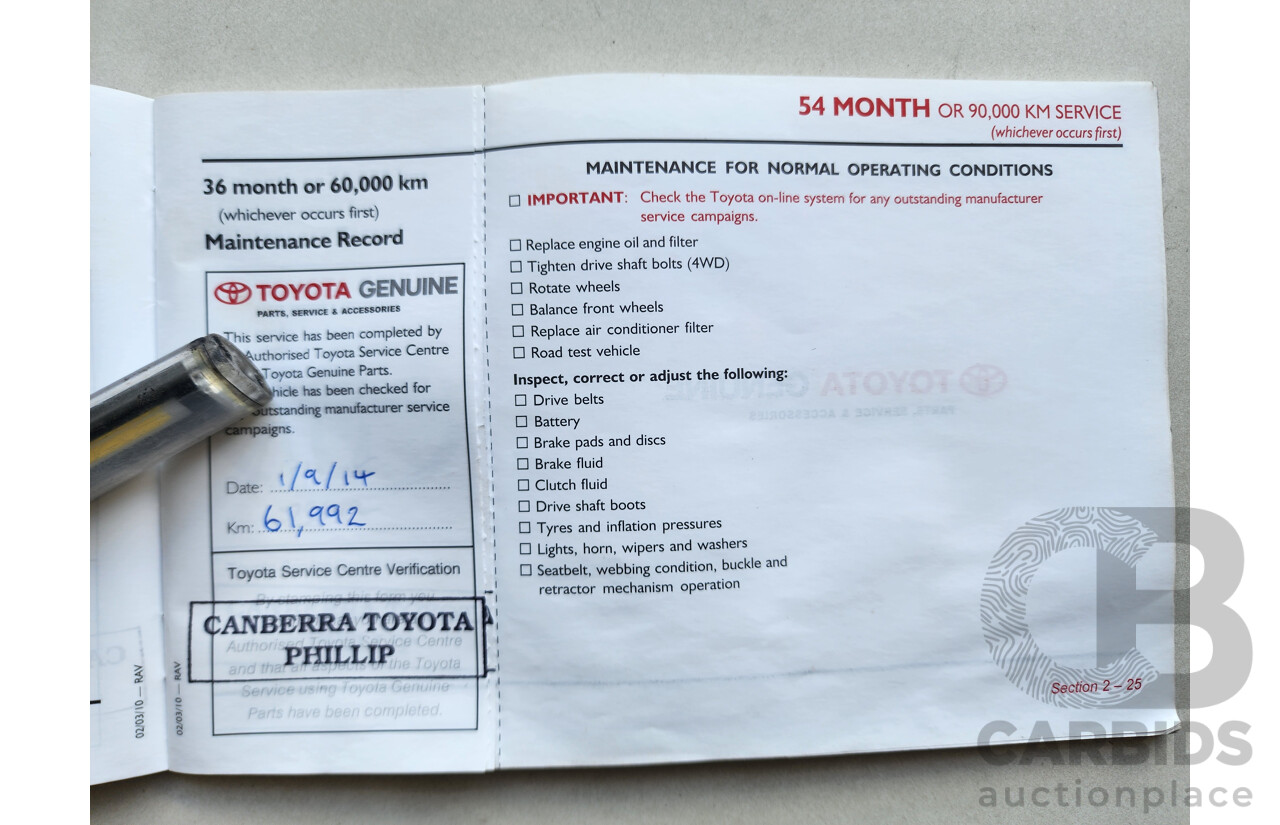 36 month or 60,000 km
(whichever occurs first)
Maintenance Record
TOYOTA GENUINE
PARTS, SERVICE & ACCESSORIES
This service has been completed by
Authorised Toyota Service Centre
Toyota Genuine Parts.
hicle has been checked for
outstanding manufacturer service
campaigns.
Date: 1/9/14
Km: 61,992
Toyota Service Centre Verification
By stamping this form you
CANBERRA TOYOTA
Authorised Toyota Service Centre
PHILLIP
and that all aspects of the Toyota
Service using Toyota Genuine
Parts have been completed.
02/03/10 — RAV
02/03/10 — RAV
54 MONTH OR 90,000 KM SERVICE
(whichever occurs first)
MAINTENANCE FOR NORMAL OPERATING CONDITIONS
☐ IMPORTANT: Check the Toyota on-line system for any outstanding manufacturer
service campaigns.
☐ Replace engine oil and filter
☐ Tighten drive shaft bolts (4WD)
☐ Rotate wheels
☐ Balance front wheels
☐ Replace air conditioner filter
☐ Road test vehicle
Inspect, correct or adjust the following:
☐ Drive belts
☐ Battery
☐ Brake pads and discs
☐ Brake fluid
☐ Clutch fluid
☐ Drive shaft boots
☐ Tyres and inflation pressures
☐ Lights, horn, wipers and washers
☐ Seatbelt, webbing condition, buckle and
retractor mechanism operation
Section 2 – 25
CB
CARBIDS
auctionplace